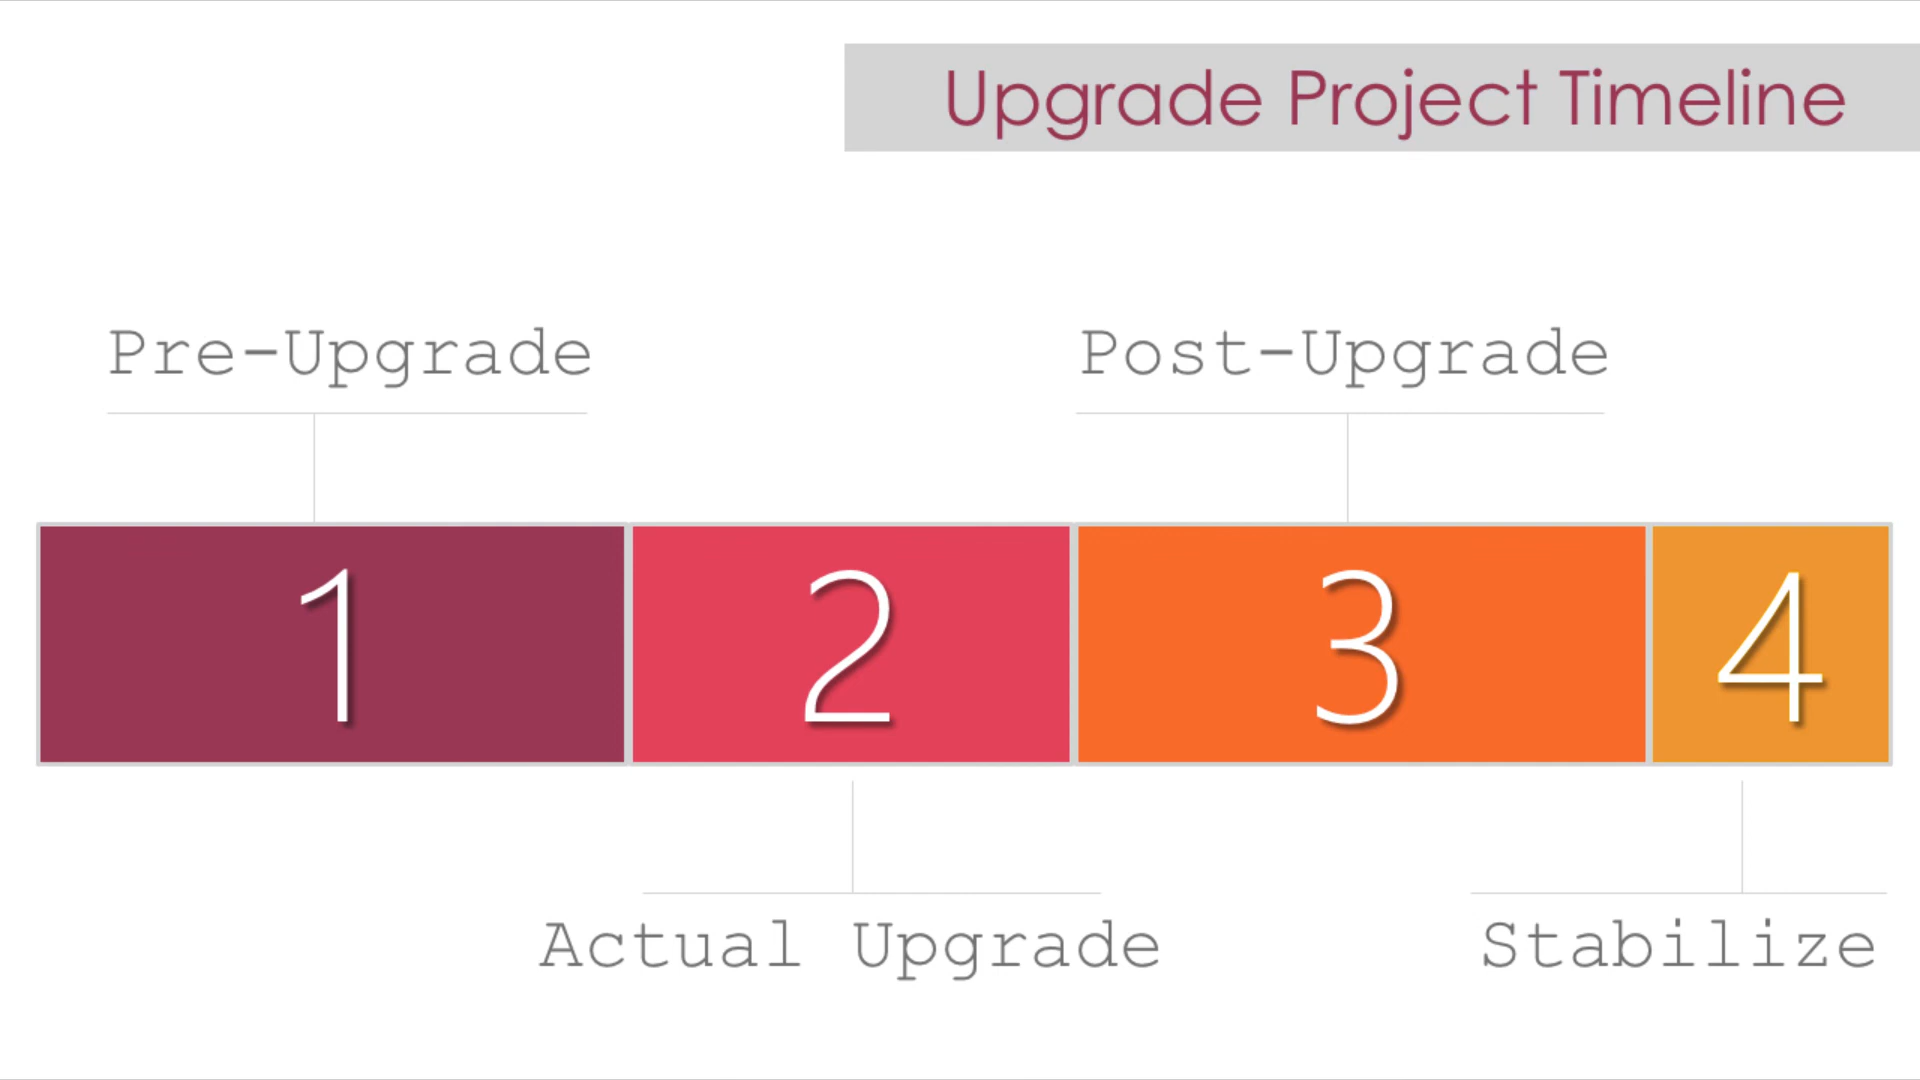 Upgrade Project Timeline
Pre-Upgrade
Post-Upgrade
1
2
3
4
Actual Upgrade
Stabilize